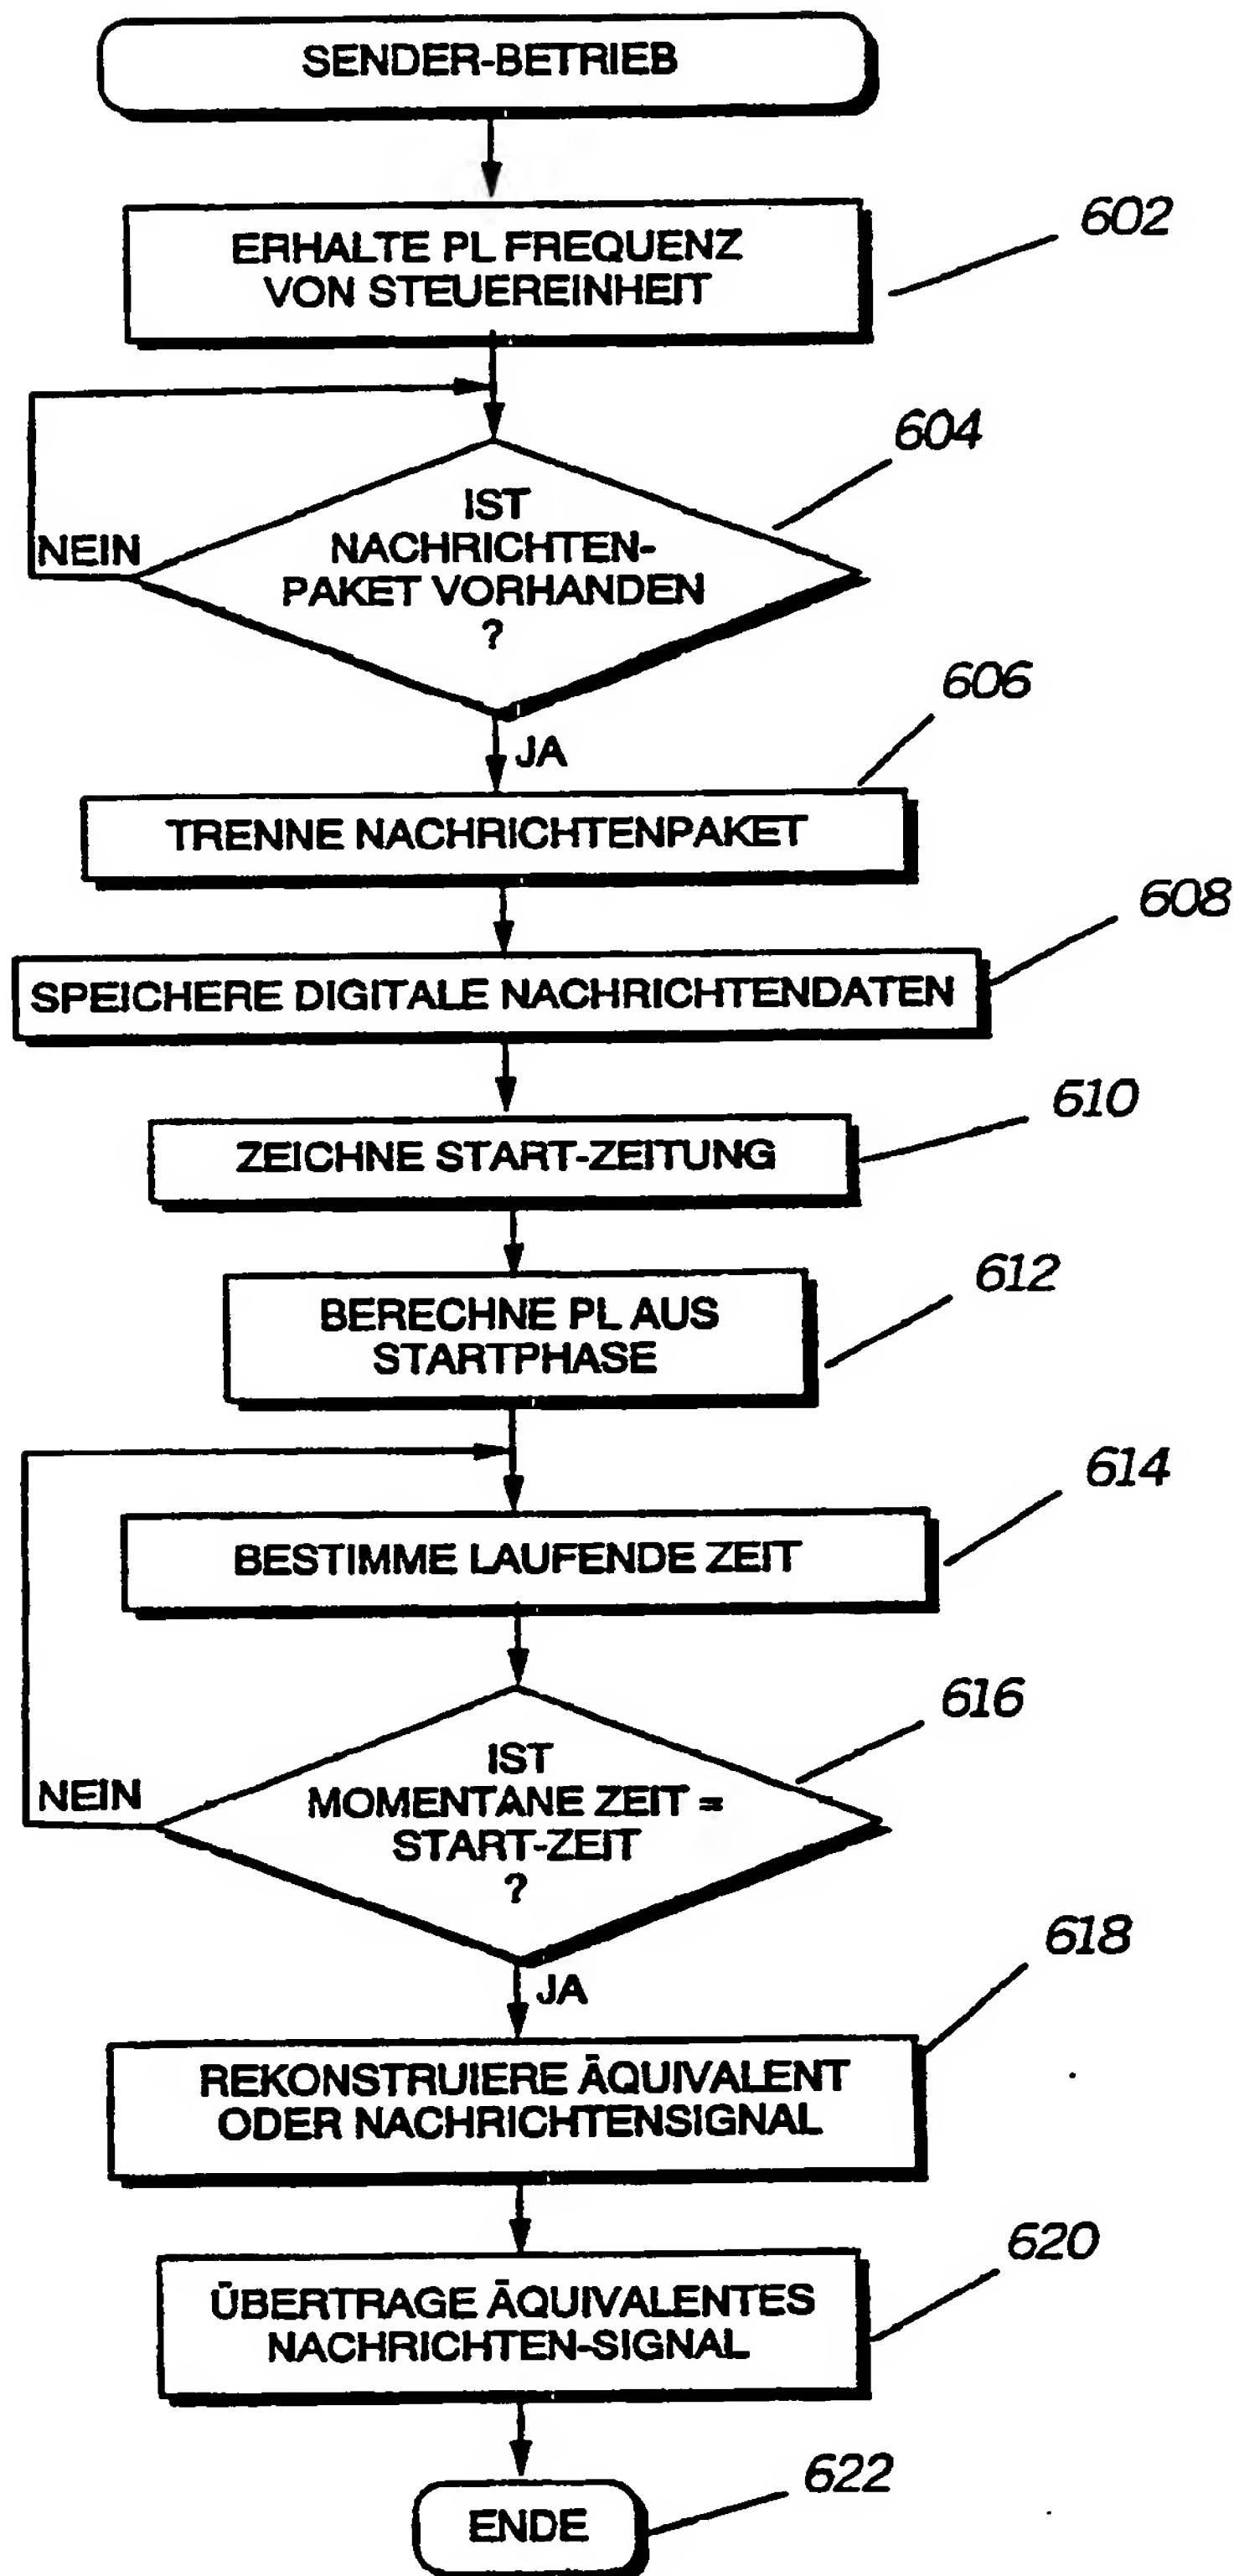 SENDER-BETRIEB
ERHALTE PL FREQUENZ
VON STEUEREINHEIT
602
604
IST
NACHRICHTEN-
PAKET VORHANDEN
?
NEIN
606
JA
TRENNE NACHRICHTENPAKET
608
SPEICHERE DIGITALE NACHRICHTENDATEN
610
ZEICHNE START-ZEITUNG
612
BERECHNE PL AUS
STARTPHASE
614
BESTIMME LAUFENDE ZEIT
616
IST
MOMENTANE ZEIT =
START-ZEIT
?
NEIN
618
JA
REKONSTRUIERE ÄQUIVALENT
ODER NACHRICHTENSIGNAL
620
ÜBERTRAGE ÄQUIVALENTES
NACHRICHTEN-SIGNAL
622
ENDE